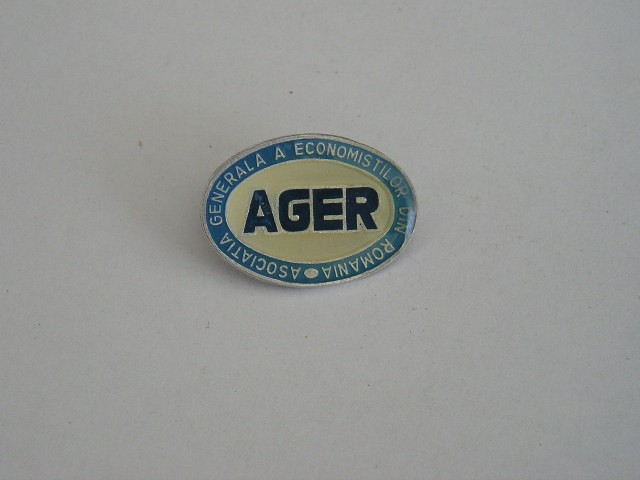 ASOCIATIA GENERALA A ECONOMISTILOR DIN ROMANIA
AGER